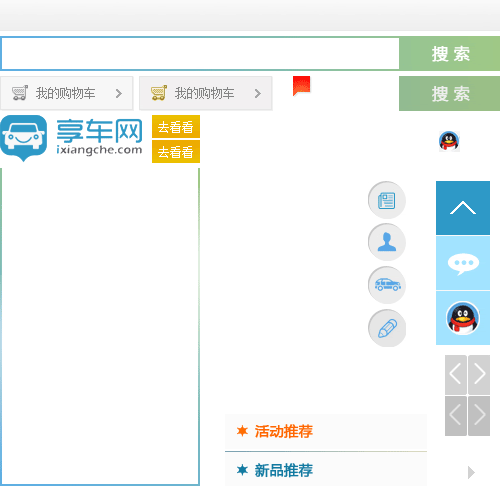 搜 索
我的购物车
我的购物车
搜 索
享车网
ixiangche.com
去看看
去看看
活动推荐
新品推荐